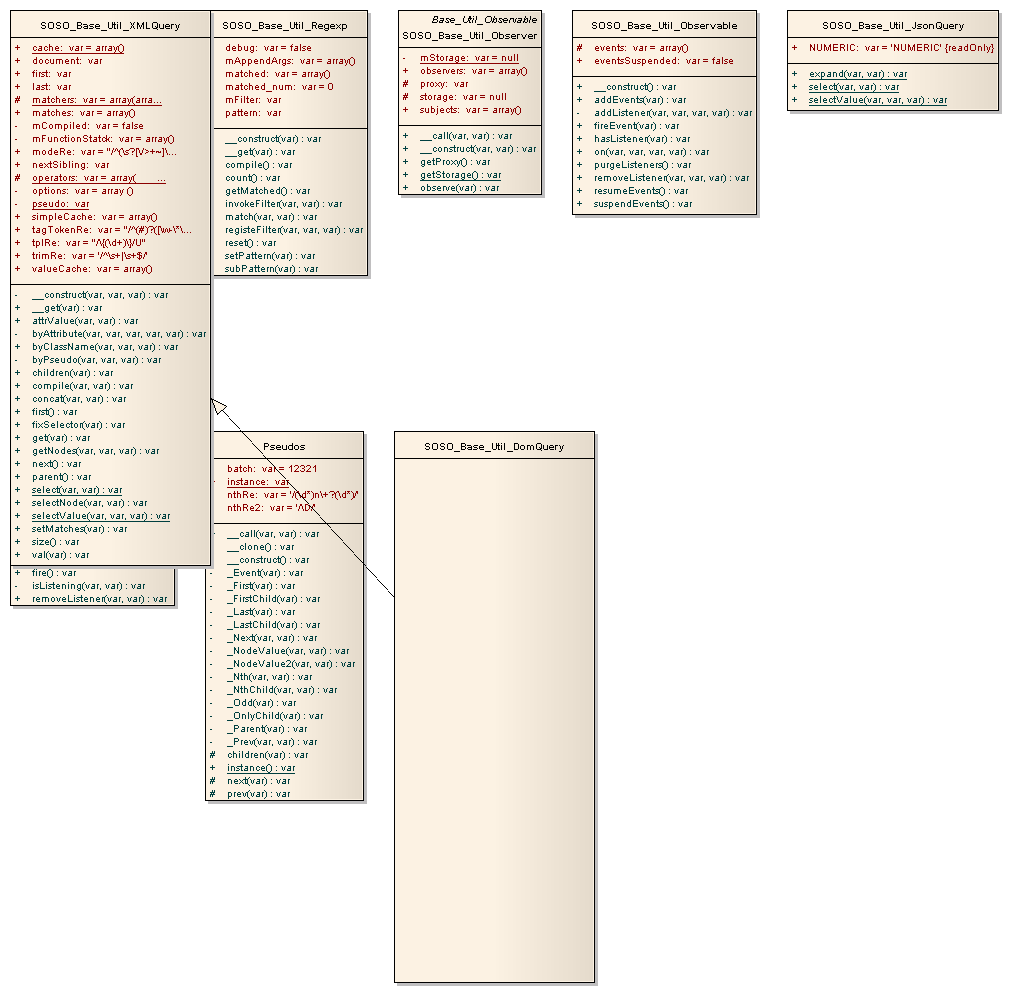 SOSO_Base_Util_XMLQuery
+ cache: var = array()
+ document: var
+ first: var
+ last: var
# matchers: var = array(arra...
+ matches: var = array()
- mCompiled: var = false
- mFunctionStatck: var = array()
+ modeRe: var = "/^(\s?[\/>+~]\...
+ nextSibling: var
# operators: var = array( ...
- options: var = array ()
- pseudo: var
+ simpleCache: var = array()
+ tagTokenRe: var = "/^(#)?([\w+\*\...
+ tplRe: var = "/\{(\d+)\}/U"
+ trimRe: var = '/^\s+|\s+$/'
+ valueCache: var = array()
- __construct(var, var, var) : var
+ __get(var) : var
+ attrValue(var, var) : var
- byAttribute(var, var, var, var, var) : var
+ byClassName(var, var, var) : var
- byPseudo(var, var, var) : var
+ children(var) : var
+ compile(var, var) : var
+ concat(var, var) : var
+ first() : var
+ fixSelector(var) : var
+ get(var) : var
+ getNodes(var, var, var) : var
+ next() : var
+ parent() : var
+ select(var, var) : var
+ selectNode(var, var) : var
+ selectValue(var, var, var) : var
+ setMatches(var) : var
+ size() : var
+ val(var) : var
+ fire() : var
- isListening(var, var) : var
+ removeListener(var, var) : var
SOSO_Base_Util_Regexp
debug: var = false
mAppendArgs: var = array()
matched: var = array()
matched_num: var = 0
mFilter: var
pattern: var
__construct(var) : var
__get(var) : var
compile() : var
count() : var
getMatched() : var
invokeFilter(var, var) : var
match(var, var) : var
registeFilter(var, var, var) : var
reset() : var
setPattern(var) : var
subPattern(var) : var
Base_Util_Observable
SOSO_Base_Util_Observer
- mStorage: var = null
+ observers: var = array()
# proxy: var
# storage: var = null
+ subjects: var = array()
+ __call(var, var) : var
+ __construct(var, var) : var
+ getProxy() : var
+ getStorage() : var
+ observe(var) : var
SOSO_Base_Util_Observable
# events: var = array()
+ eventsSuspended: var = false
+ __construct() : var
+ addEvents(var) : var
- addListener(var, var, var, var) : var
+ fireEvent(var) : var
+ hasListener(var) : var
+ on(var, var, var, var) : var
+ purgeListeners() : var
+ removeListener(var, var, var) : var
+ resumeEvents() : var
+ suspendEvents() : var
SOSO_Base_Util_JsonQuery
+ NUMERIC: var = 'NUMERIC' {readOnly}
+ expand(var, var) : var
+ select(var, var) : var
+ selectValue(var, var, var) : var
Pseudos
batch: var = 12321
- instance: var
nthRe: var = '/(\d*)n\+?(\d*)/'
nthRe2: var = '/\D/'
- __call(var, var) : var
__clone() : var
__construct() : var
- _Event(var) : var
- _First(var) : var
- _FirstChild(var) : var
- _Last(var) : var
- _LastChild(var) : var
- _Next(var, var) : var
- _NodeValue(var, var) : var
- _NodeValue2(var, var) : var
- _Nth(var, var) : var
- _NthChild(var, var) : var
- _Odd(var) : var
- _OnlyChild(var) : var
- _Parent(var) : var
- _Prev(var, var) : var
# children(var) : var
+ instance() : var
# next(var) : var
# prev(var) : var
SOSO_Base_Util_DomQuery